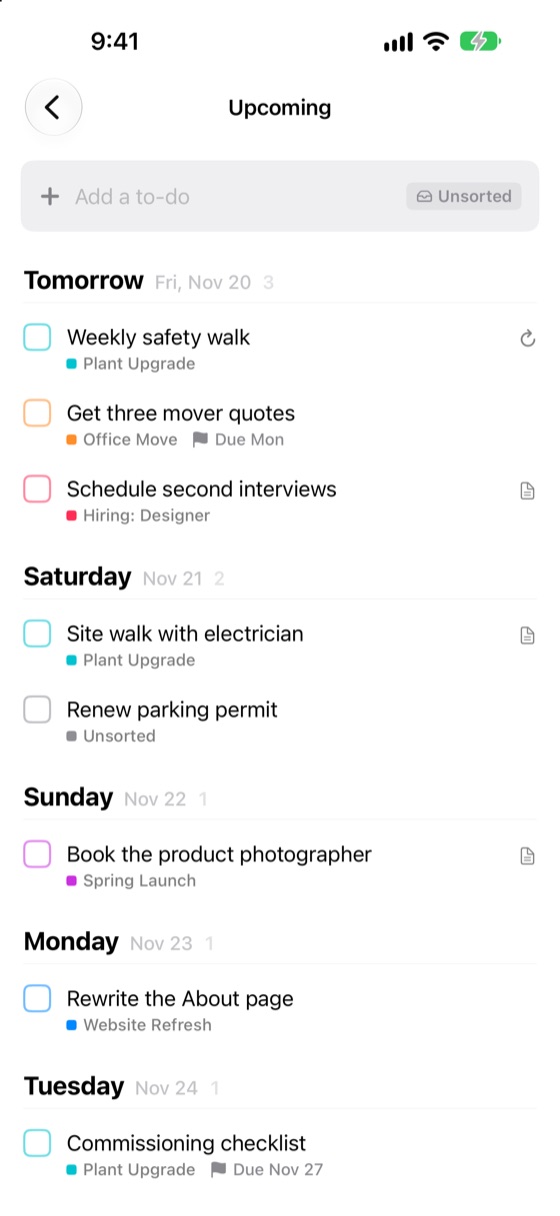 9:41
Upcoming
Add a to-do Unsorted
Tomorrow Fri, Nov 20 3
Weekly safety walk
Plant Upgrade
Get three mover quotes
Office Move Due Mon
Schedule second interviews
Hiring: Designer
Saturday Nov 21 2
Site walk with electrician
Plant Upgrade
Renew parking permit
Unsorted
Sunday Nov 22 1
Book the product photographer
Spring Launch
Monday Nov 23 1
Rewrite the About page
Website Refresh
Tuesday Nov 24 1
Commissioning checklist
Plant Upgrade Due Nov 27